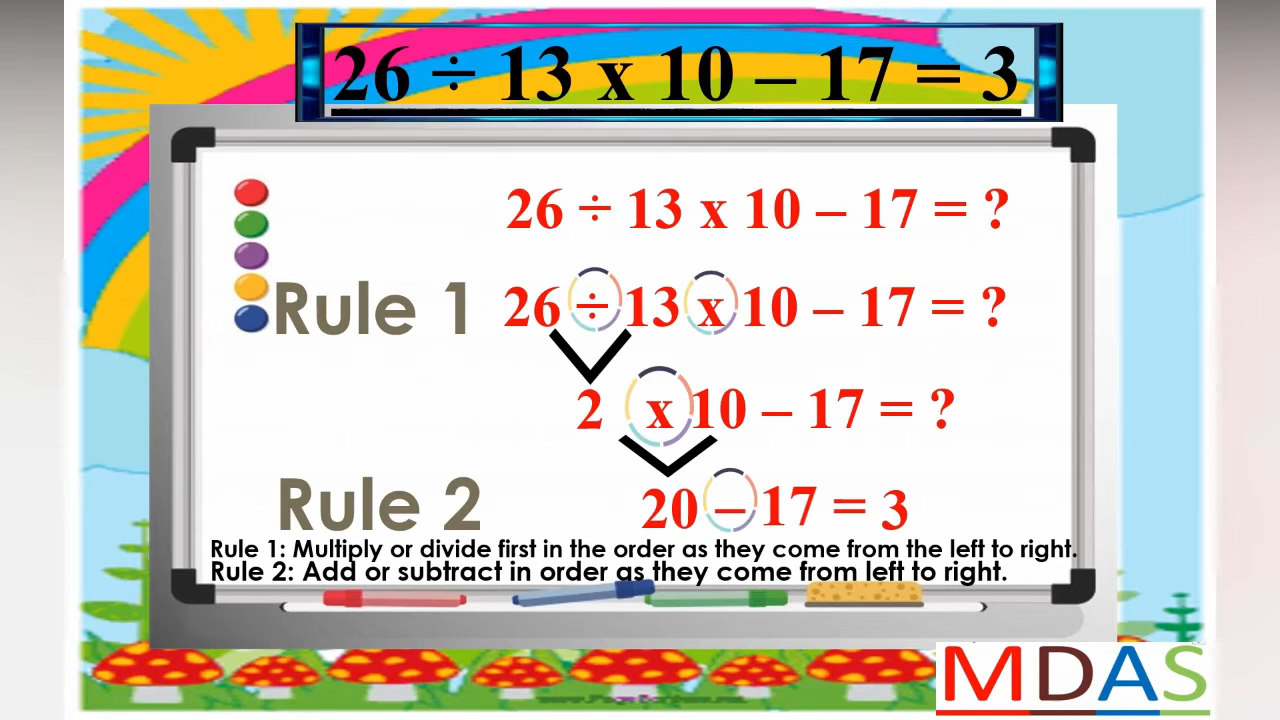 26 ÷ 13 x 10 – 17 = 3
26 ÷ 13 x 10 – 17 = ?
Rule 1
26 ÷ 13 x 10 – 17 = ?
2 x 10 – 17 = ?
Rule 2
20 – 17 = 3
Rule 1: Multiply or divide first in the order as they come from the left to right.
Rule 2: Add or subtract in order as they come from left to right.
MDAS